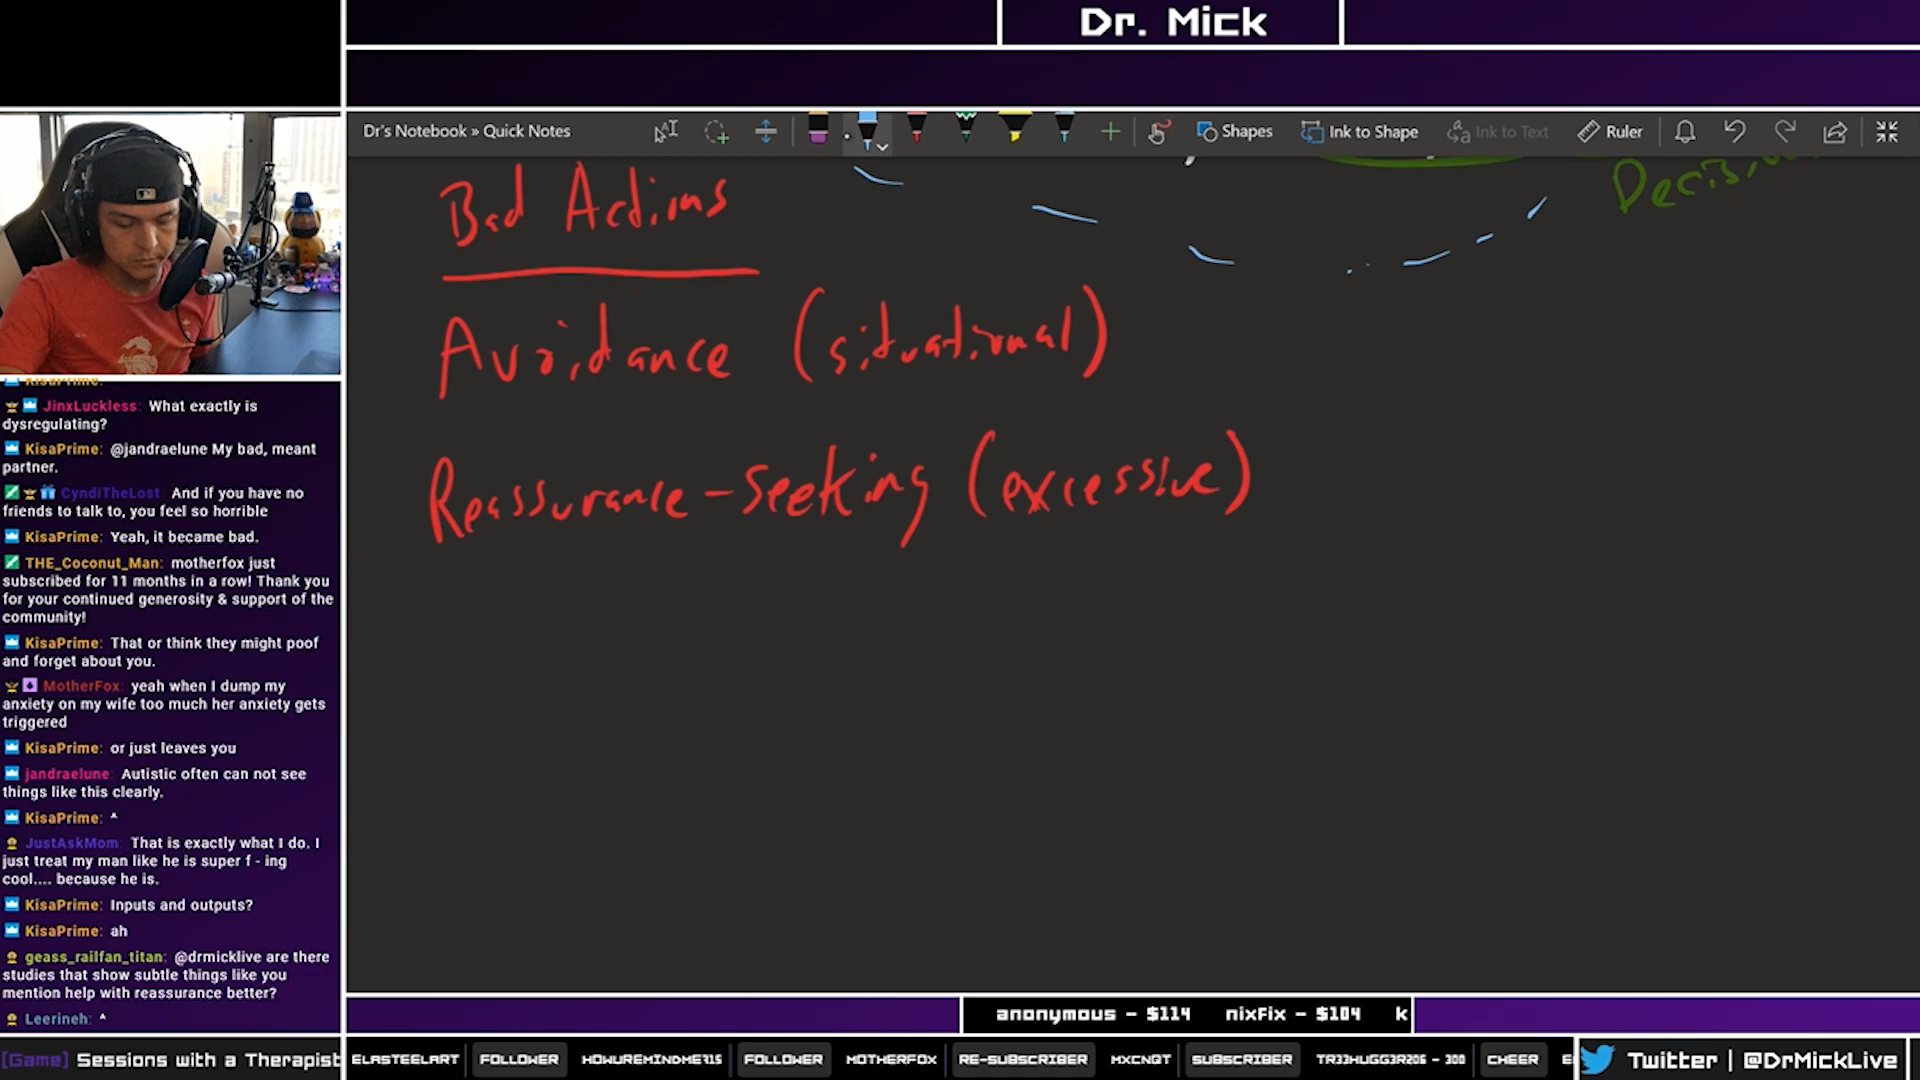 Dr. Mick
Dr's Notebook » Quick Notes
Shapes
Ink to Shape
Ink to Text
Ruler
Bad Actions
Avoidance (situational)
Reassurance-seeking (excessive)
KisaPrime:
JinxLuckless: What exactly is
dysregulating?
KisaPrime: @jandraelune My bad, meant
partner.
CyndiTheLost: And if you have no
friends to talk to, you feel so horrible
KisaPrime: Yeah, it became bad.
THE_Coconut_Man: motherfox just
subscribed for 11 months in a row! Thank you
for your continued generosity & support of the
community!
KisaPrime: That or think they might poof
and forget about you.
MotherFox: yeah when I dump my
anxiety on my wife too much her anxiety gets
triggered
KisaPrime: or just leaves you
jandraelune: Autistic often can not see
things like this clearly.
KisaPrime: ^
JustAskMom: That is exactly what I do. I
just treat my man like he is super f - ing
cool.... because he is.
KisaPrime: Inputs and outputs?
KisaPrime: ah
geass_railfan_titan: @drmicklive are there
studies that show subtle things like you
mention help with reassurance better?
Leerineh: ^
anonymous - $114 nixFix - $104 k
[Game] Sessions with a Therapist
ELASTEELART FOLLOWER HOWUREMINDME715 FOLLOWER MOTHERFOX RE-SUBSCRIBER MXCNQT SUBSCRIBER TR33HUGG3R206 - 300 CHEER
Twitter | @DrMickLive